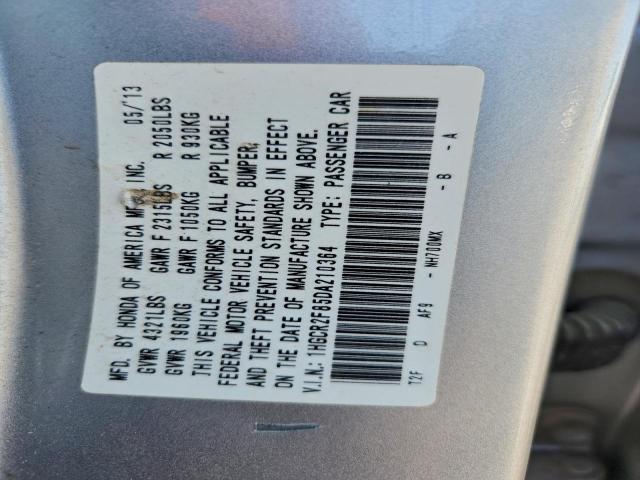 MFD. BY HONDA OF AMERICA MFG., INC. 05/'13
GVWR 4321LBS GAWR F 2315LBS R 2050LBS
GVWR 1960KG GAWR F 1050KG R 930KG
THIS VEHICLE CONFORMS TO ALL APPLICABLE
FEDERAL MOTOR VEHICLE SAFETY, BUMPER,
AND THEFT PREVENTION STANDARDS IN EFFECT
ON THE DATE OF MANUFACTURE SHOWN ABOVE.
V.I.N.: 1HGCR2F85DA210364 TYPE: PASSENGER CAR
T2F D AF9 - NH700MX - B - A